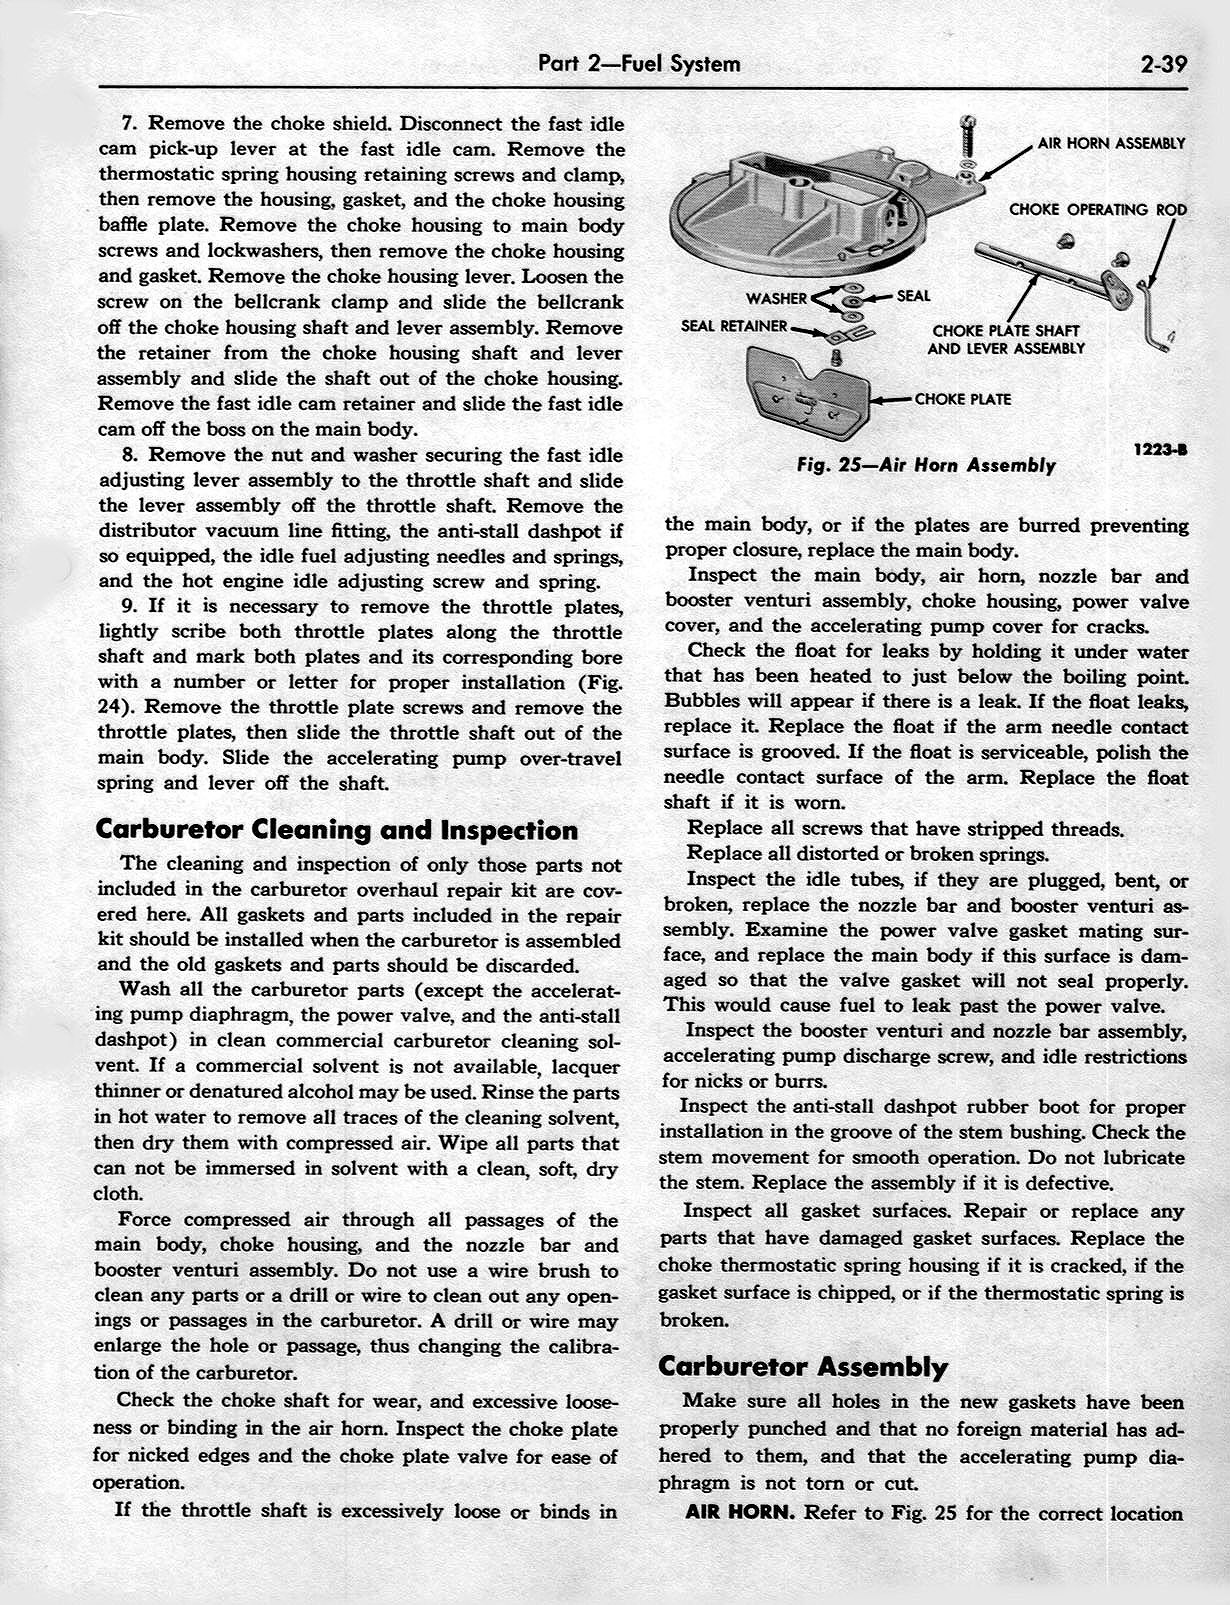 Part 2—Fuel System
2-39
7. Remove the choke shield. Disconnect the fast idle
cam pick-up lever at the fast idle cam. Remove the
thermostatic spring housing retaining screws and clamp,
then remove the housing, gasket, and the choke housing
baffle plate. Remove the choke housing to main body
screws and lockwashers, then remove the choke housing
and gasket. Remove the choke housing lever. Loosen the
screw on the bellcrank clamp and slide the bellcrank
off the choke housing shaft and lever assembly. Remove
the retainer from the choke housing shaft and lever
assembly and slide the shaft out of the choke housing.
Remove the fast idle cam retainer and slide the fast idle
cam off the boss on the main body.
8. Remove the nut and washer securing the fast idle
adjusting lever assembly to the throttle shaft and slide
the lever assembly off the throttle shaft. Remove the
distributor vacuum line fitting, the anti-stall dashpot if
so equipped, the idle fuel adjusting needles and springs,
and the hot engine idle adjusting screw and spring.
9. If it is necessary to remove the throttle plates,
lightly scribe both throttle plates along the throttle
shaft and mark both plates and its corresponding bore
with a number or letter for proper installation (Fig.
24). Remove the throttle plate screws and remove the
throttle plates, then slide the throttle shaft out of the
main body. Slide the accelerating pump over-travel
spring and lever off the shaft.
Carburetor Cleaning and Inspection
The cleaning and inspection of only those parts not
included in the carburetor overhaul repair kit are cov-
ered here. All gaskets and parts included in the repair
kit should be installed when the carburetor is assembled
and the old gaskets and parts should be discarded.
Wash all the carburetor parts (except the accelerat-
ing pump diaphragm, the power valve, and the anti-stall
dashpot) in clean commercial carburetor cleaning sol-
vent. If a commercial solvent is not available, lacquer
thinner or denatured alcohol may be used. Rinse the parts
in hot water to remove all traces of the cleaning solvent,
then dry them with compressed air. Wipe all parts that
can not be immersed in solvent with a clean, soft, dry
cloth.
Force compressed air through all passages of the
main body, choke housing, and the nozzle bar and
booster venturi assembly. Do not use a wire brush to
clean any parts or a drill or wire to clean out any open-
ings or passages in the carburetor. A drill or wire may
enlarge the hole or passage, thus changing the calibra-
tion of the carburetor.
Check the choke shaft for wear, and excessive loose-
ness or binding in the air horn. Inspect the choke plate
for nicked edges and the choke plate valve for ease of
operation.
If the throttle shaft is excessively loose or binds in
AIR HORN ASSEMBLY
CHOKE OPERATING ROD
WASHER
SEAL
SEAL RETAINER
CHOKE PLATE SHAFT
AND LEVER ASSEMBLY
CHOKE PLATE
1223-B
Fig. 25—Air Horn Assembly
the main body, or if the plates are burred preventing
proper closure, replace the main body.
Inspect the main body, air horn, nozzle bar and
booster venturi assembly, choke housing, power valve
cover, and the accelerating pump cover for cracks.
Check the float for leaks by holding it under water
that has been heated to just below the boiling point.
Bubbles will appear if there is a leak. If the float leaks,
replace it. Replace the float if the arm needle contact
surface is grooved. If the float is serviceable, polish the
needle contact surface of the arm. Replace the float
shaft if it is worn.
Replace all screws that have stripped threads.
Replace all distorted or broken springs.
Inspect the idle tubes, if they are plugged, bent, or
broken, replace the nozzle bar and booster venturi as-
sembly. Examine the power valve gasket mating sur-
face, and replace the main body if this surface is dam-
aged so that the valve gasket will not seal properly.
This would cause fuel to leak past the power valve.
Inspect the booster venturi and nozzle bar assembly,
accelerating pump discharge screw, and idle restrictions
for nicks or burrs.
Inspect the anti-stall dashpot rubber boot for proper
installation in the groove of the stem bushing. Check the
stem movement for smooth operation. Do not lubricate
the stem. Replace the assembly if it is defective.
Inspect all gasket surfaces. Repair or replace any
parts that have damaged gasket surfaces. Replace the
choke thermostatic spring housing if it is cracked, if the
gasket surface is chipped, or if the thermostatic spring is
broken.
Carburetor Assembly
Make sure all holes in the new gaskets have been
properly punched and that no foreign material has ad-
hered to them, and that the accelerating pump dia-
phragm is not torn or cut.
AIR HORN. Refer to Fig. 25 for the correct location